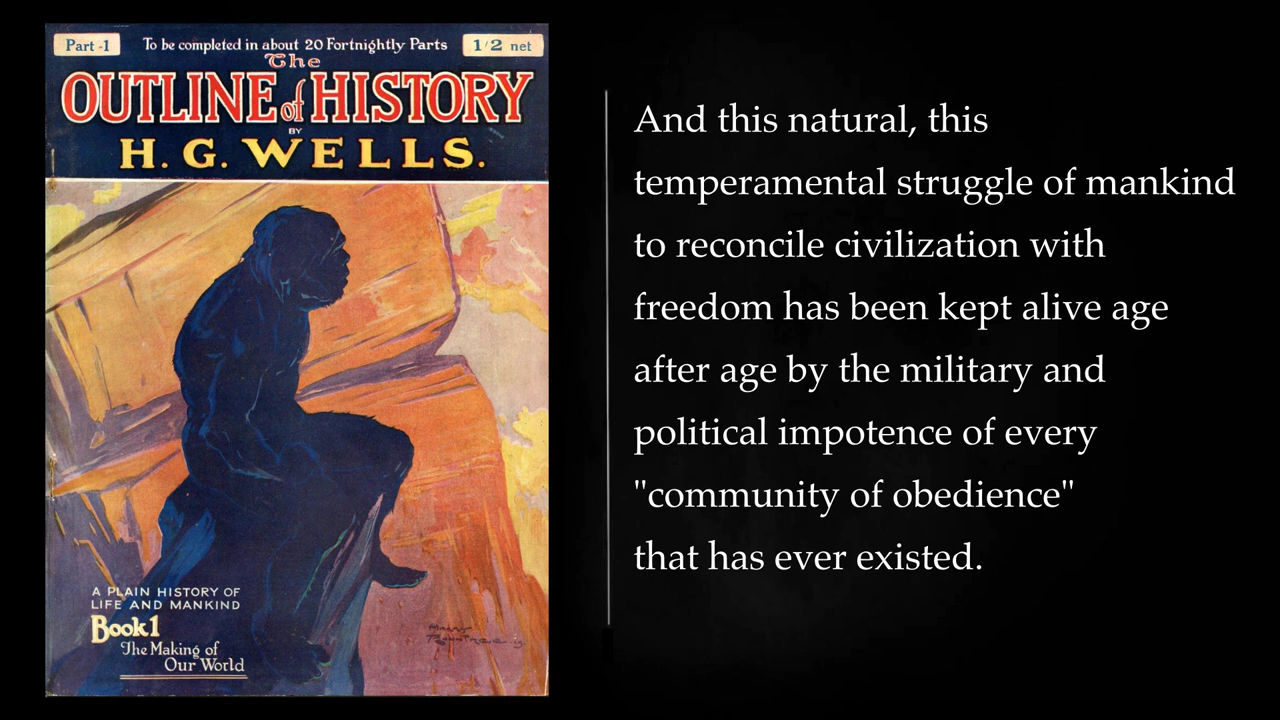 Part-1
To be completed in about 20 Fortnightly Parts
1/2 net
The
OUTLINE of HISTORY
BY
H. G. WELLS.
A PLAIN HISTORY OF
LIFE AND MANKIND
Book 1
The Making of
Our World
And this natural, this
temperamental struggle of mankind
to reconcile civilization with
freedom has been kept alive age
after age by the military and
political impotence of every
"community of obedience"
that has ever existed.